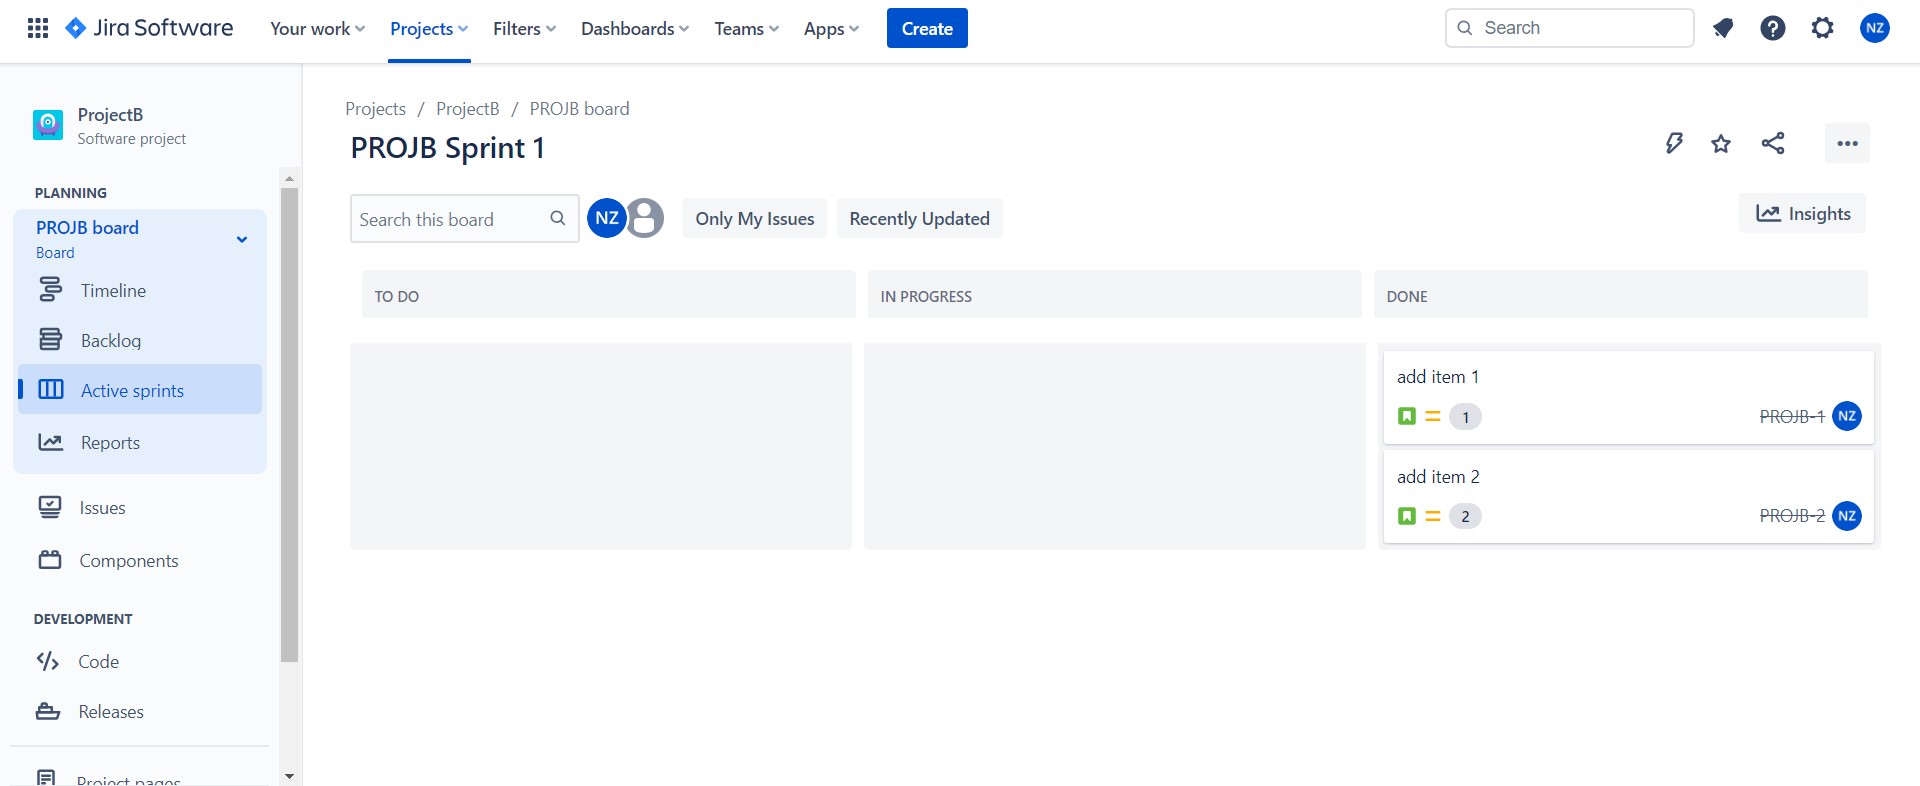 Jira Software
Your work
Projects
Filters
Dashboards
Teams
Apps
Create
Search
NZ
ProjectB
Software project
PLANNING
PROJB board
Board
Timeline
Backlog
Active sprints
Reports
Issues
Components
DEVELOPMENT
Code
Releases
Project pages
Projects / ProjectB / PROJB board
PROJB Sprint 1
Search this board
NZ
Only My Issues
Recently Updated
Insights
TO DO
IN PROGRESS
DONE
add item 1
1
PROJB-1
NZ
add item 2
2
PROJB-2
NZ